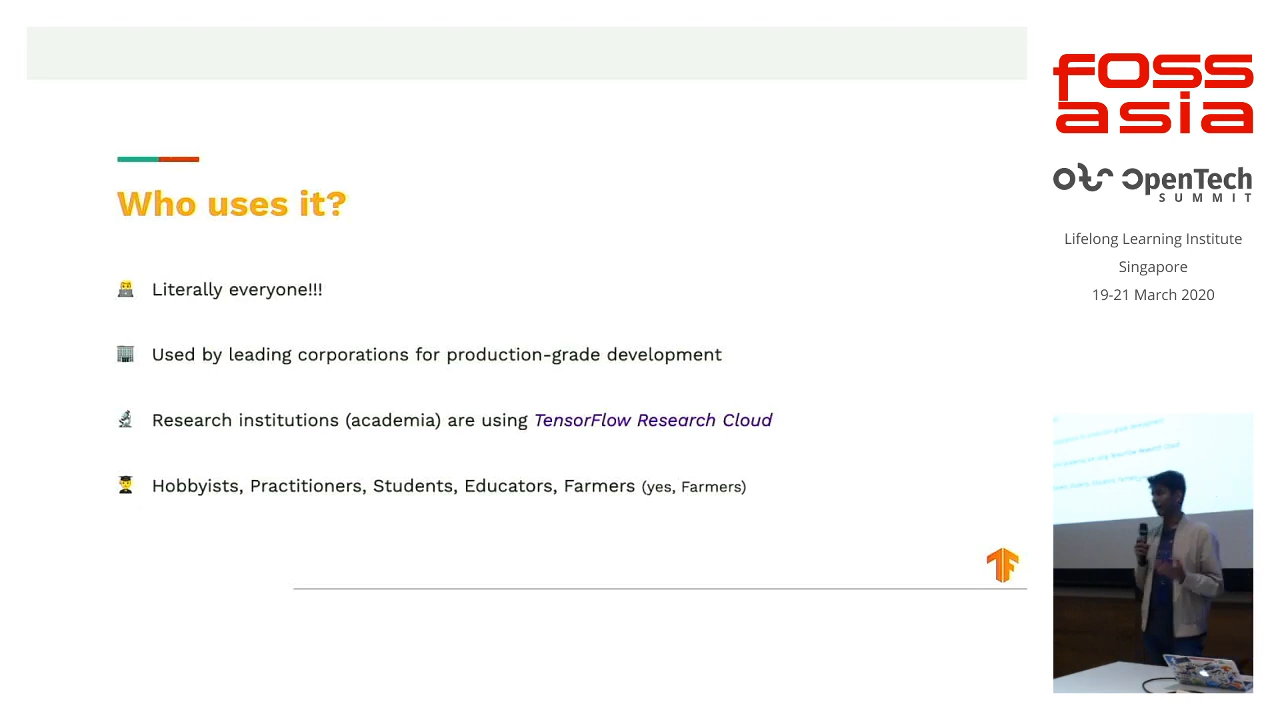 Who uses it?
Literally everyone!!!
Used by leading corporations for production-grade development
Research institutions (academia) are using TensorFlow Research Cloud
Hobbyists, Practitioners, Students, Educators, Farmers (yes, Farmers)
foss
asia
OpenTech
SUMMIT
Lifelong Learning Institute
Singapore
19-21 March 2020